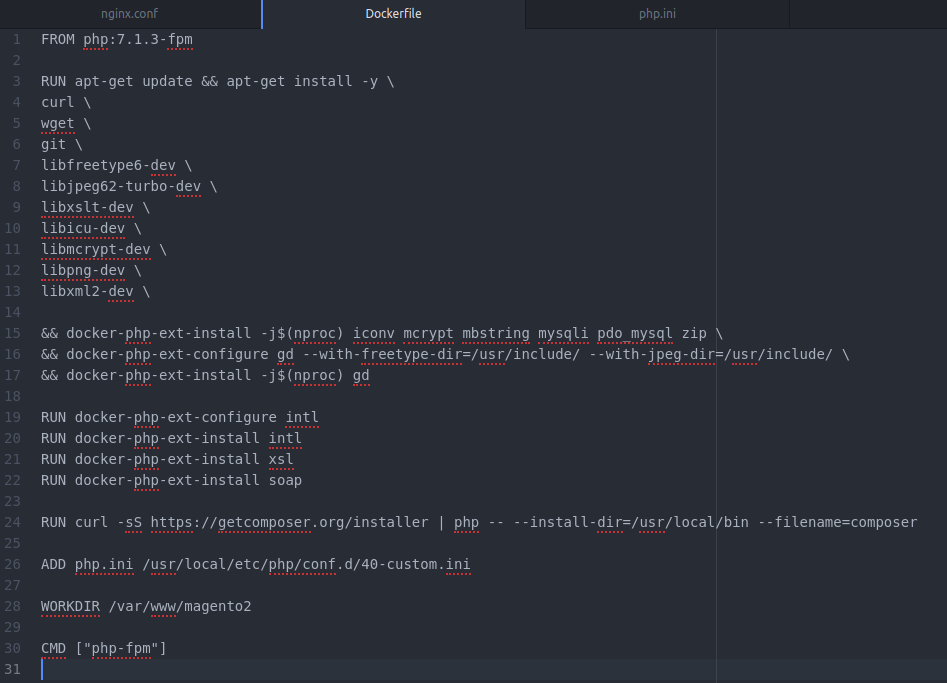 nginx.conf Dockerfile php.ini
1 FROM php:7.1.3-fpm
2
3 RUN apt-get update && apt-get install -y \
4 curl \
5 wget \
6 git \
7 libfreetype6-dev \
8 libjpeg62-turbo-dev \
9 libxslt-dev \
10 libicu-dev \
11 libmcrypt-dev \
12 libpng-dev \
13 libxml2-dev \
14
15 && docker-php-ext-install -j$(nproc) iconv mcrypt mbstring mysqli pdo_mysql zip \
16 && docker-php-ext-configure gd --with-freetype-dir=/usr/include/ --with-jpeg-dir=/usr/include/ \
17 && docker-php-ext-install -j$(nproc) gd
18
19 RUN docker-php-ext-configure intl
20 RUN docker-php-ext-install intl
21 RUN docker-php-ext-install xsl
22 RUN docker-php-ext-install soap
23
24 RUN curl -sS https://getcomposer.org/installer | php -- --install-dir=/usr/local/bin --filename=composer
25
26 ADD php.ini /usr/local/etc/php/conf.d/40-custom.ini
27
28 WORKDIR /var/www/magento2
29
30 CMD ["php-fpm"]
31